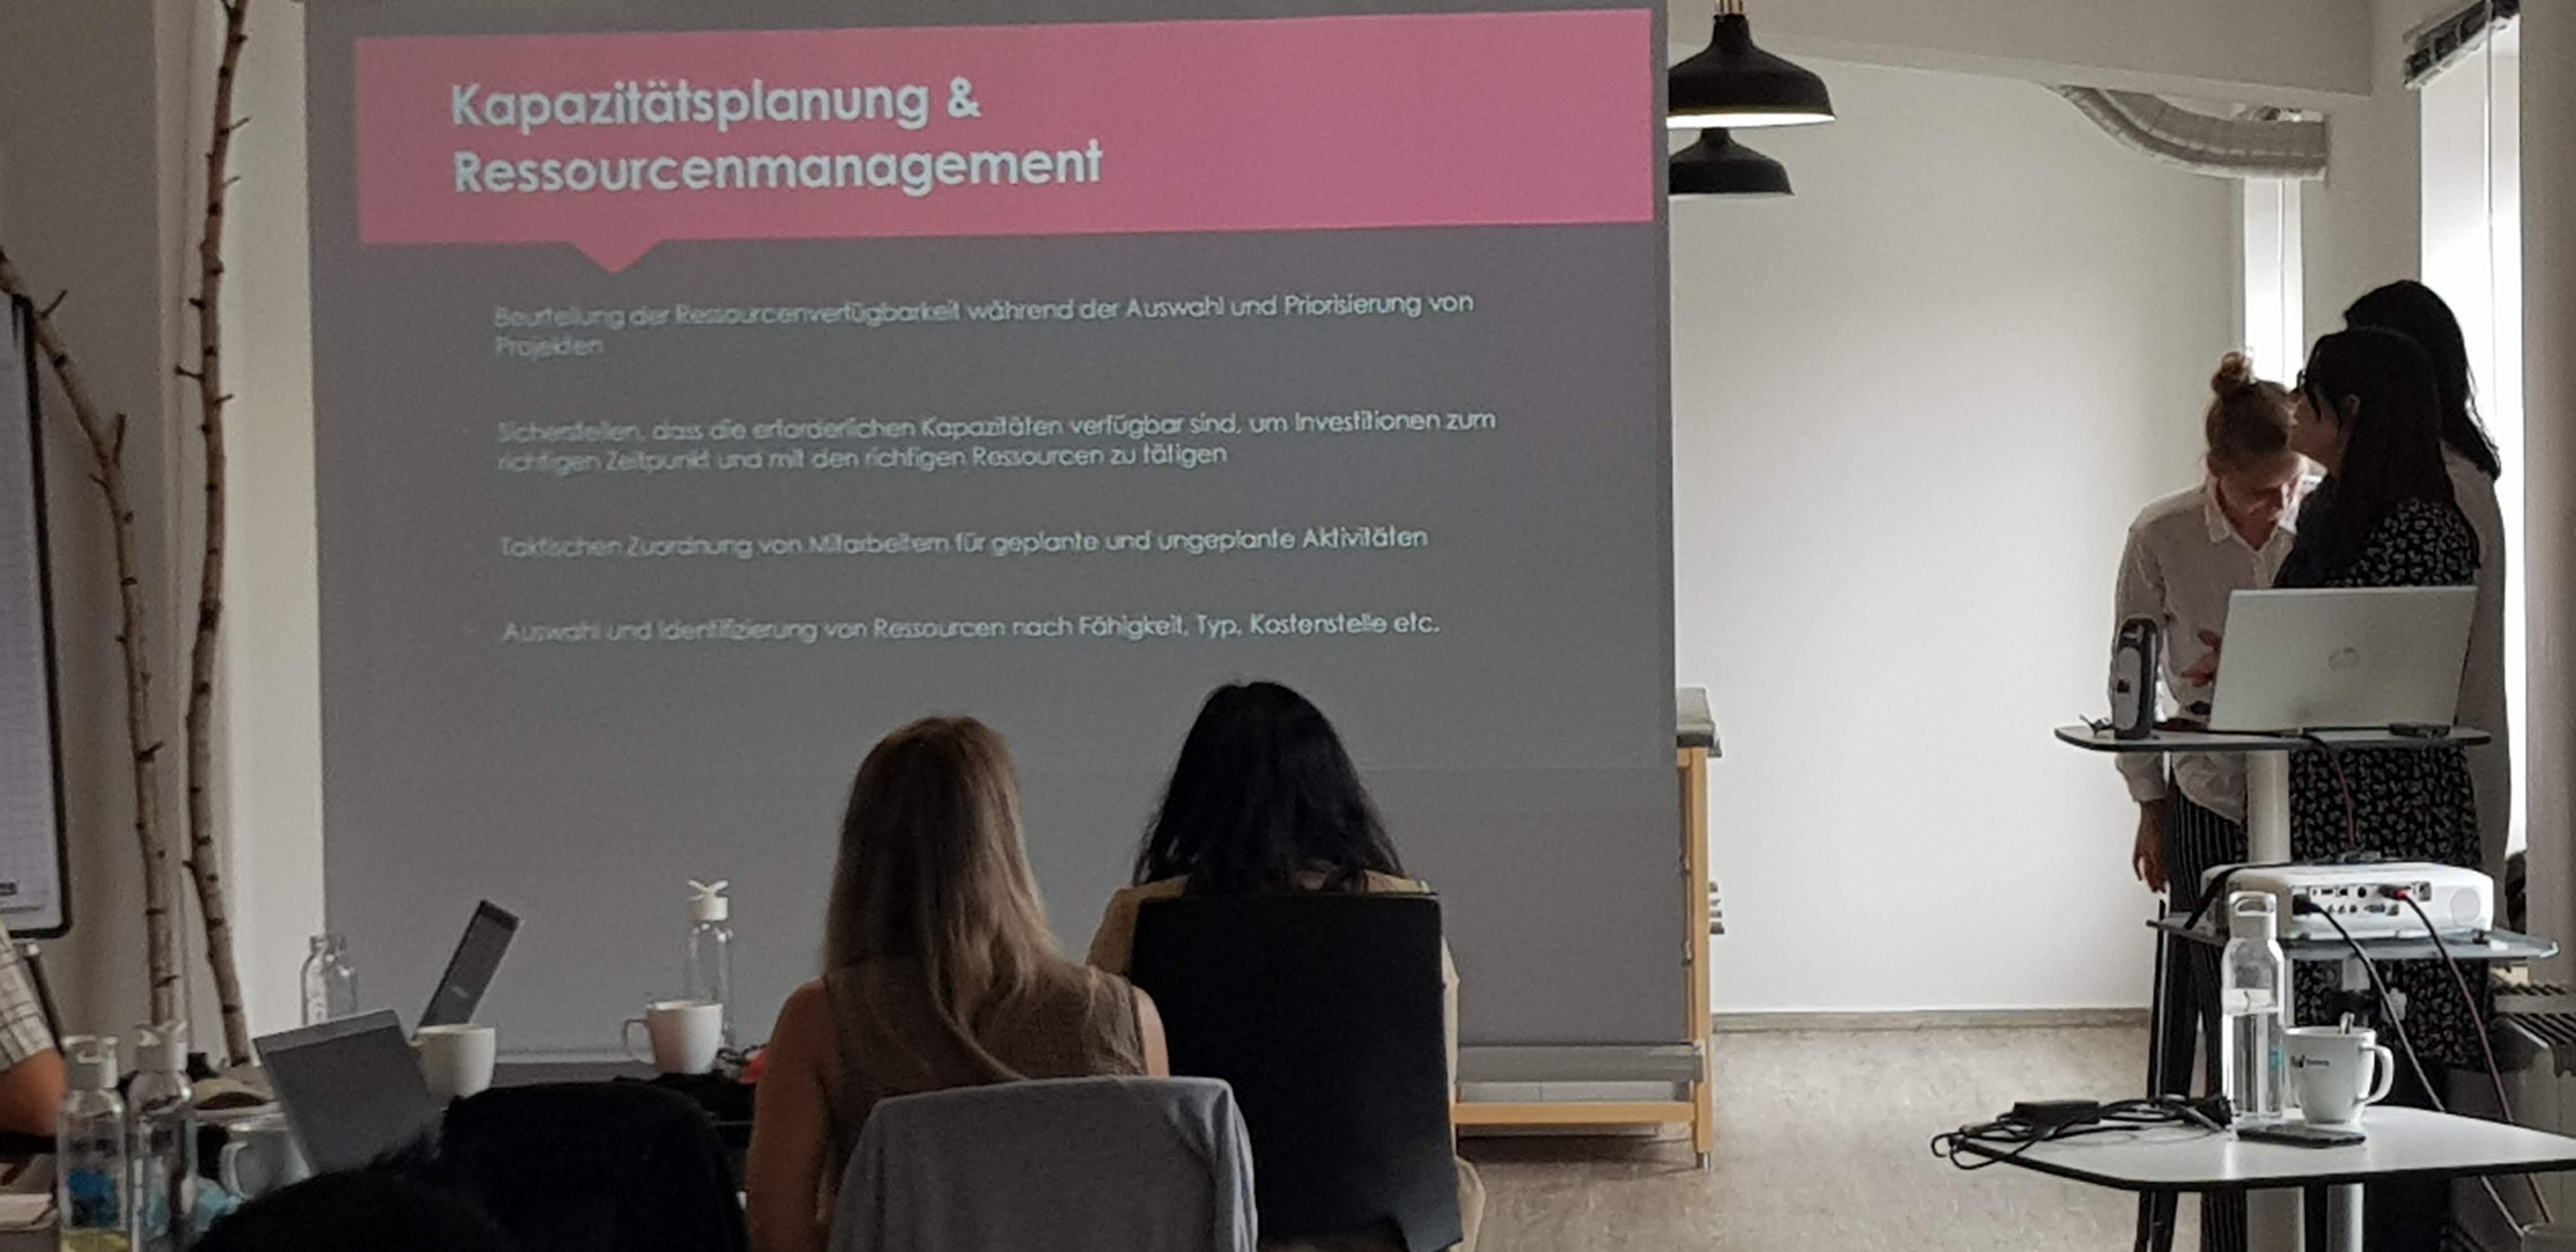 Kapazitätsplanung &
Ressourcenmanagement
Beurteilung der Ressourcenverfügbarkeit während der Auswahl und Priorisierung von
Projekten
Sicherstellen, dass die erforderlichen Kapazitäten verfügbar sind, um Investitionen zum
richtigen Zeitpunkt und mit den richtigen Ressourcen zu tätigen
Taktischen Zuordnung von Mitarbeitern für geplante und ungeplante Aktivitäten
Auswahl und Identifizierung von Ressourcen nach Fähigkeit, Typ, Kostenstelle etc.
hp